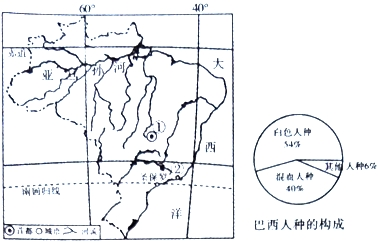 60° 40°
赤道
亚 马 孙 河 大
①
西
圣保罗 2
南回归线
洋
首都 城市 河流
白色人种
54%
其他人种6%
混血人种
40%
巴西人种的构成